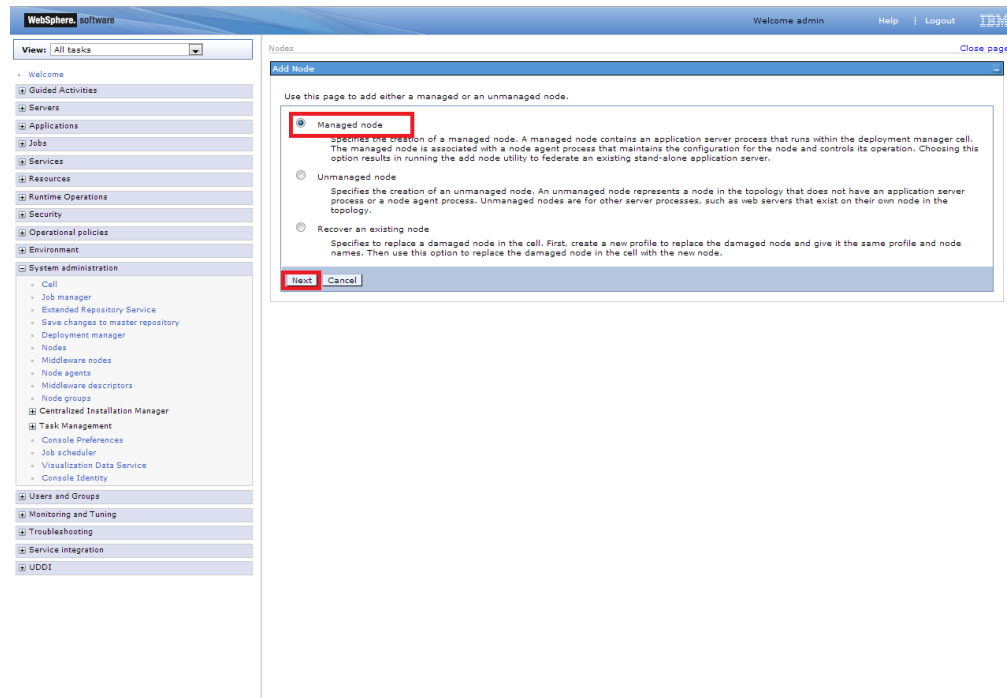 WebSphere. software
Welcome admin
Help | Logout
IBM
View: All tasks
Welcome
Guided Activities
Servers
Applications
Jobs
Services
Resources
Runtime Operations
Security
Operational policies
Environment
System administration
Cell
Job manager
Extended Repository Service
Save changes to master repository
Deployment manager
Nodes
Middleware nodes
Node agents
Middleware descriptors
Node groups
Centralized Installation Manager
Task Management
Console Preferences
Job scheduler
Visualization Data Service
Console Identity
Users and Groups
Monitoring and Tuning
Troubleshooting
Service integration
UDDI
Nodes
Close page
Add Node
Use this page to add either a managed or an unmanaged node.
Managed node
Specifies the creation of a managed node. A managed node contains an application server process that runs within the deployment manager cell.
The managed node is associated with a node agent process that maintains the configuration for the node and controls its operation. Choosing this
option results in running the add node utility to federate an existing stand-alone application server.
Unmanaged node
Specifies the creation of an unmanaged node. An unmanaged node represents a node in the topology that does not have an application server
process or a node agent process. Unmanaged nodes are for other server processes, such as web servers that exist on their own node in the
topology.
Recover an existing node
Specifies to replace a damaged node in the cell. First, create a new profile to replace the damaged node and give it the same profile and node
names. Then use this option to replace the damaged node in the cell with the new node.
Next Cancel